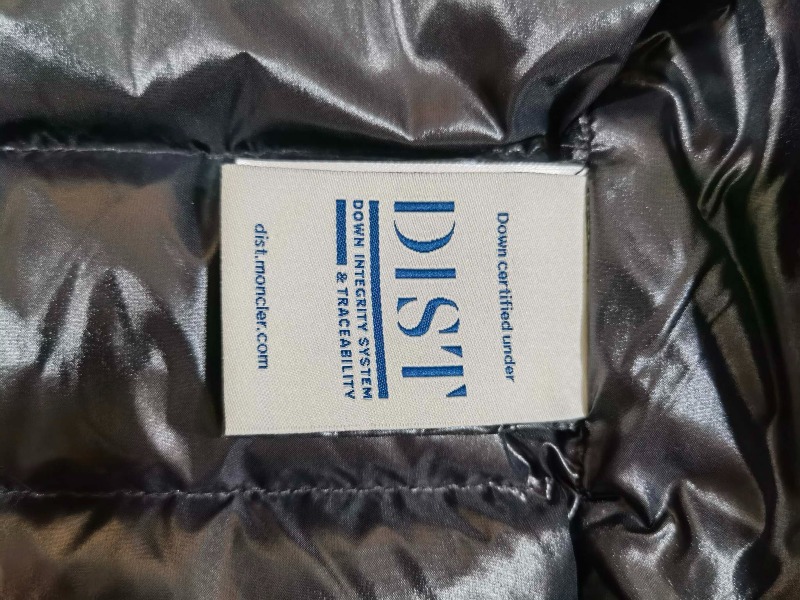 Down certified under
DIST
DOWN INTEGRITY SYSTEM
& TRACEABILITY
dist.moncler.com